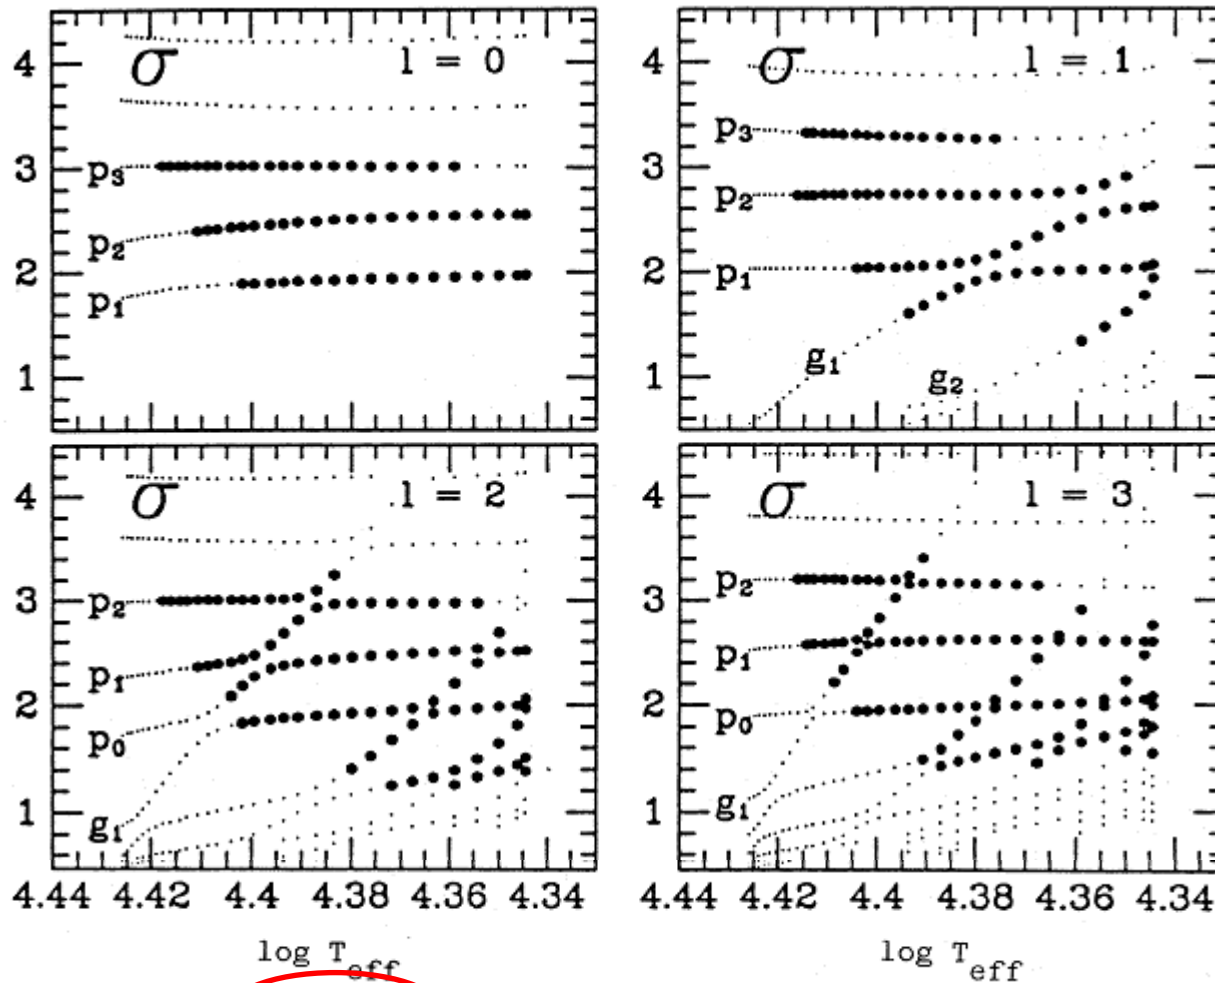 σ l = 0
4
3
2
1
p₃
p₂
p₁
σ l = 1
4
3
2
1
p₃
p₂
p₁
g₁
g₂
σ l = 2
4
3
2
1
p₂
p₁
p₀
g₁
4.44 4.42 4.4 4.38 4.36 4.34
log T_eff
σ l = 3
4
3
2
1
p₂
p₁
p₀
g₁
4.44 4.42 4.4 4.38 4.36 4.34
log T_eff